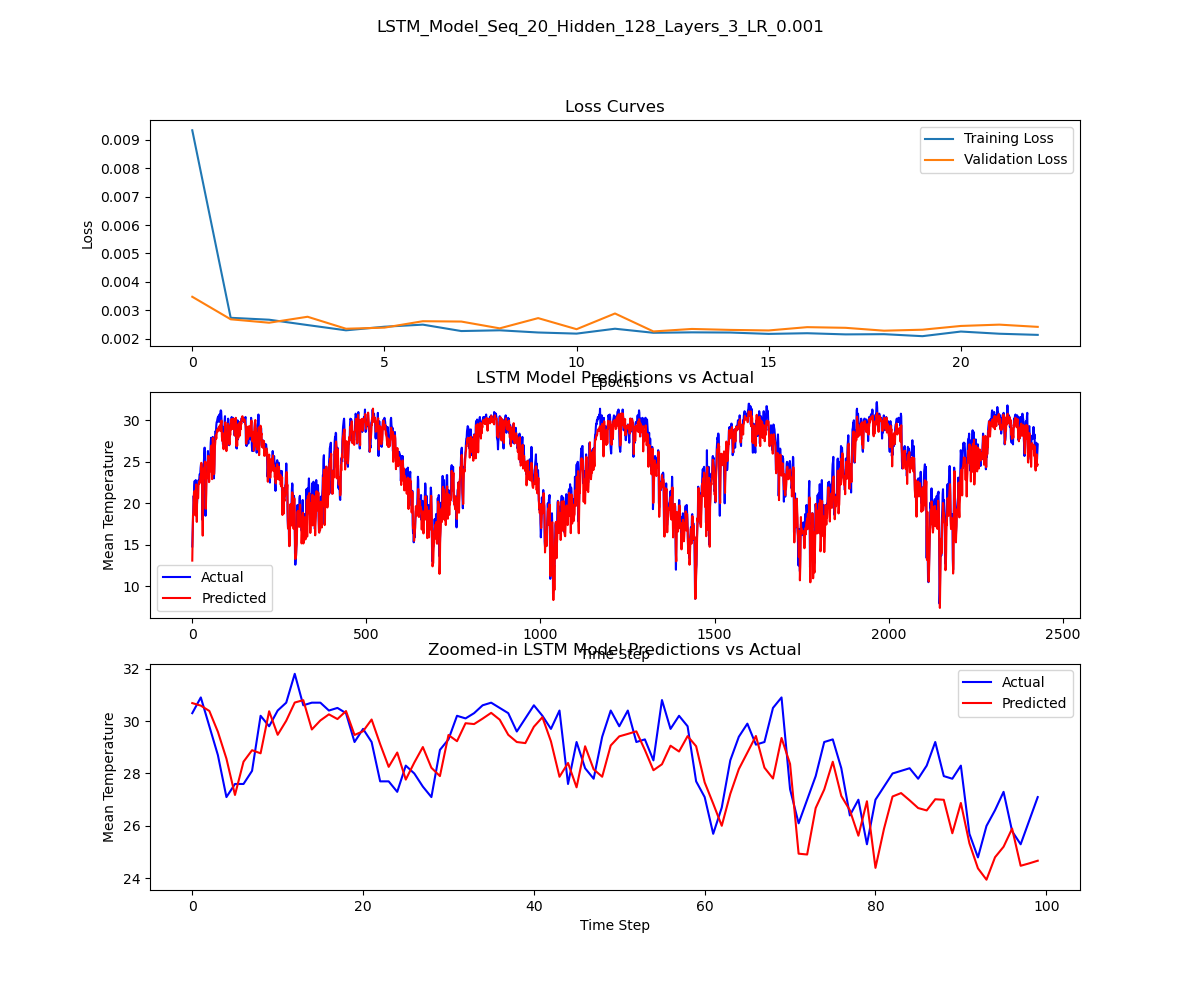 LSTM_Model_Seq_20_Hidden_128_Layers_3_LR_0.001
Loss Curves
0.009
0.008
0.007
0.006
0.005
0.004
0.003
0.002
Loss
Training Loss
Validation Loss
0 5 10 15 20
Epochs
LSTM Model Predictions vs Actual
30
25
20
15
10
Mean Temperature
Actual
Predicted
0 500 1000 1500 2000 2500
Time Step
Zoomed-in LSTM Model Predictions vs Actual
32
30
28
26
24
Mean Temperature
Actual
Predicted
0 20 40 60 80 100
Time Step